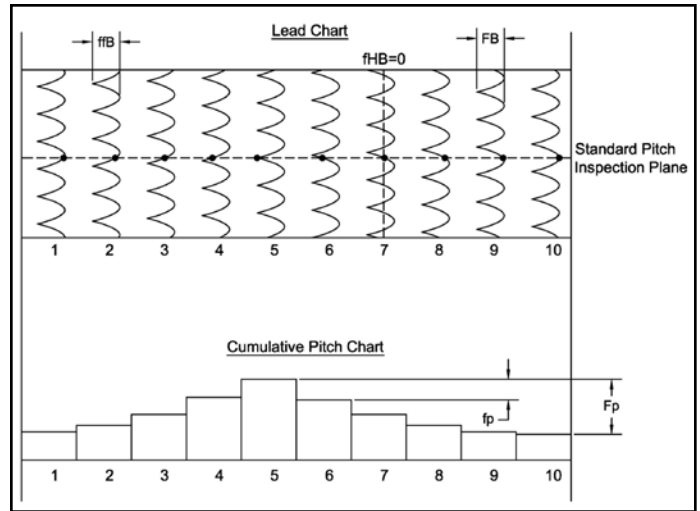 Lead Chart
ffB
fHB=0
FB
Standard Pitch
Inspection Plane
1 2 3 4 5 6 7 8 9 10
Cumulative Pitch Chart
fp
Fp
1 2 3 4 5 6 7 8 9 10